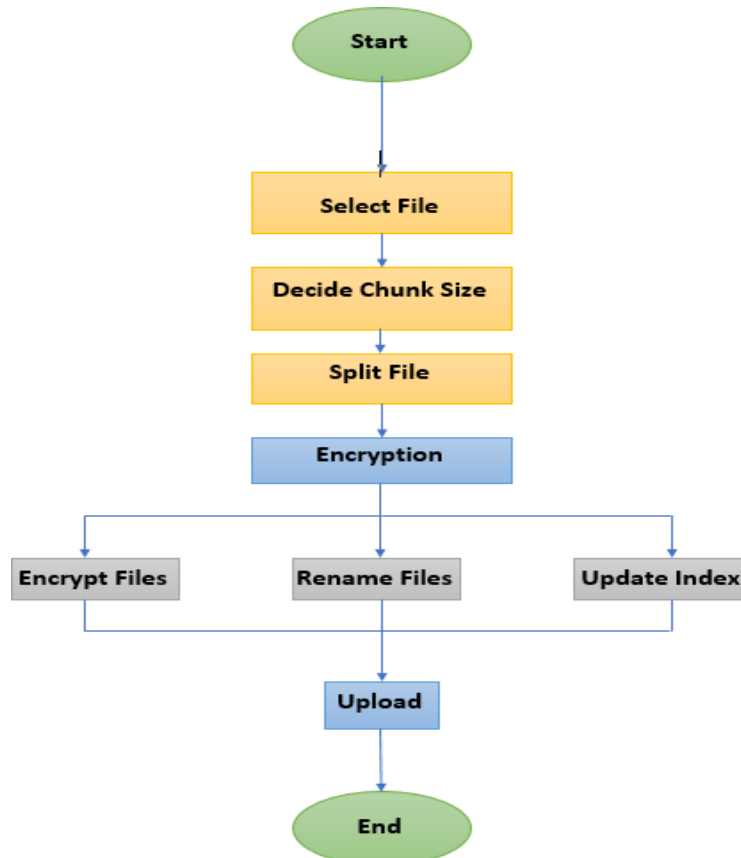 Start
Select File
Decide Chunk Size
Split File
Encryption
Encrypt Files
Rename Files
Update Index
Upload
End